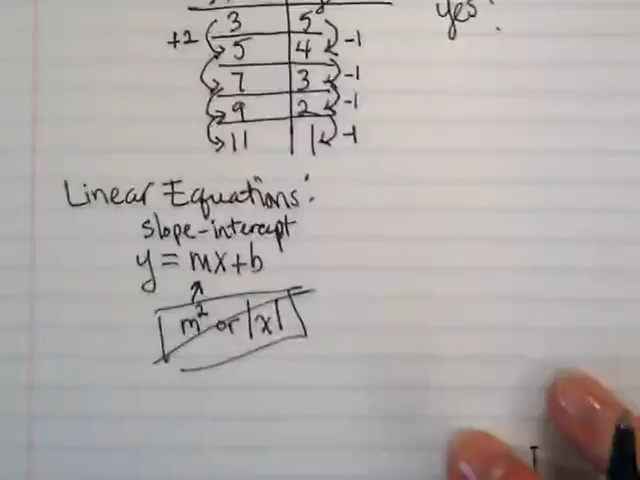 3 5 yes!
+2 5 4 -1
7 3 -1
9 2 -1
11 1 -1
Linear Equations:
slope-intercept
y = mx+b
m² or |x|